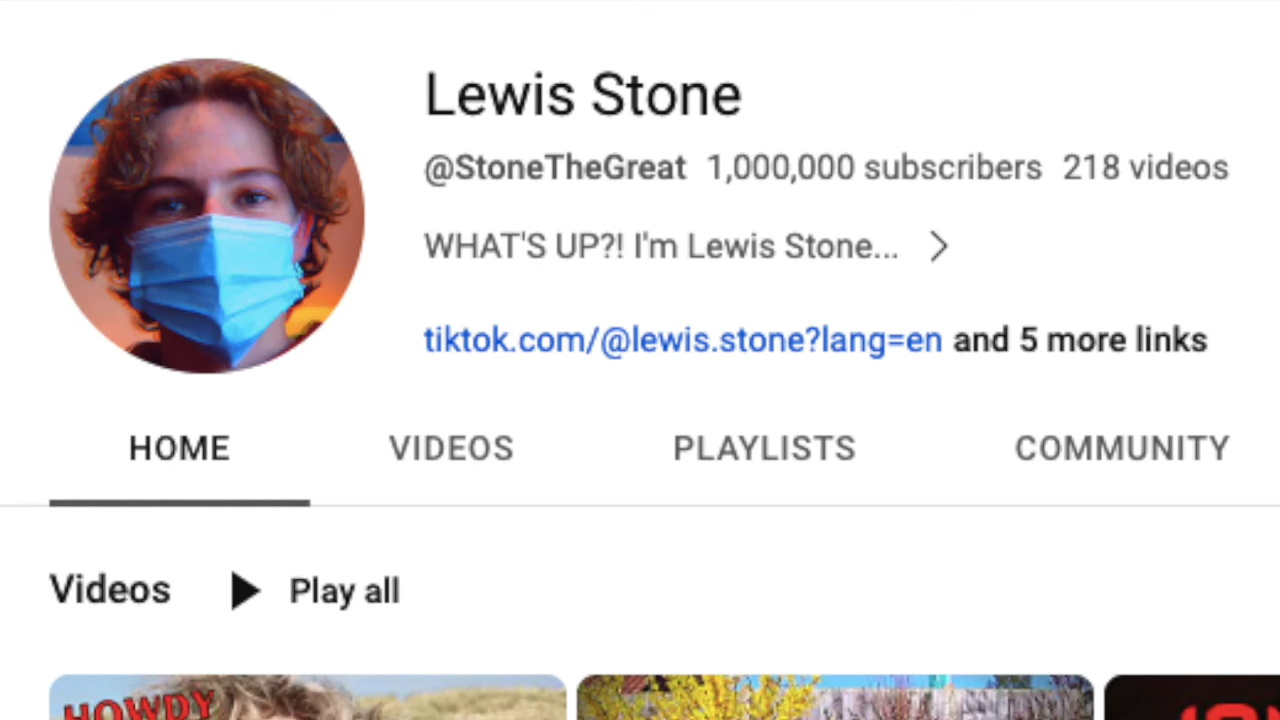 Lewis Stone
@StoneTheGreat 1,000,000 subscribers 218 videos
WHAT'S UP?! I'm Lewis Stone...
tiktok.com/@lewis.stone?lang=en and 5 more links
HOME VIDEOS PLAYLISTS COMMUNITY
Videos Play all
HOWDY